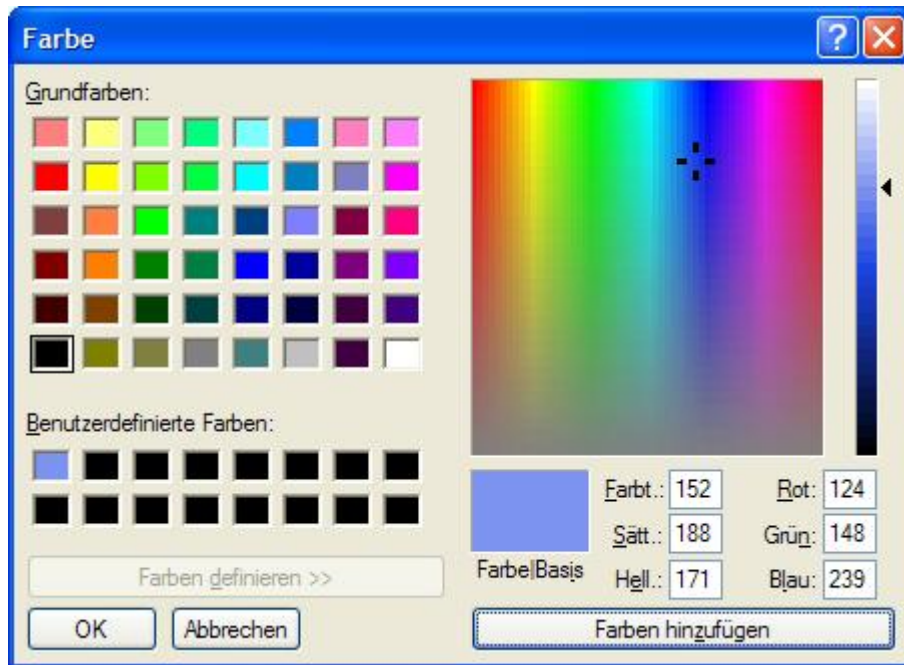 Farbe
Grundfarben:
Benutzerdefinierte Farben:
Farben definieren >>
OK
Abbrechen
Farbe|Basis
Farbt.: 152
Sätt.: 188
Hell.: 171
Rot: 124
Grün: 148
Blau: 239
Farben hinzufügen